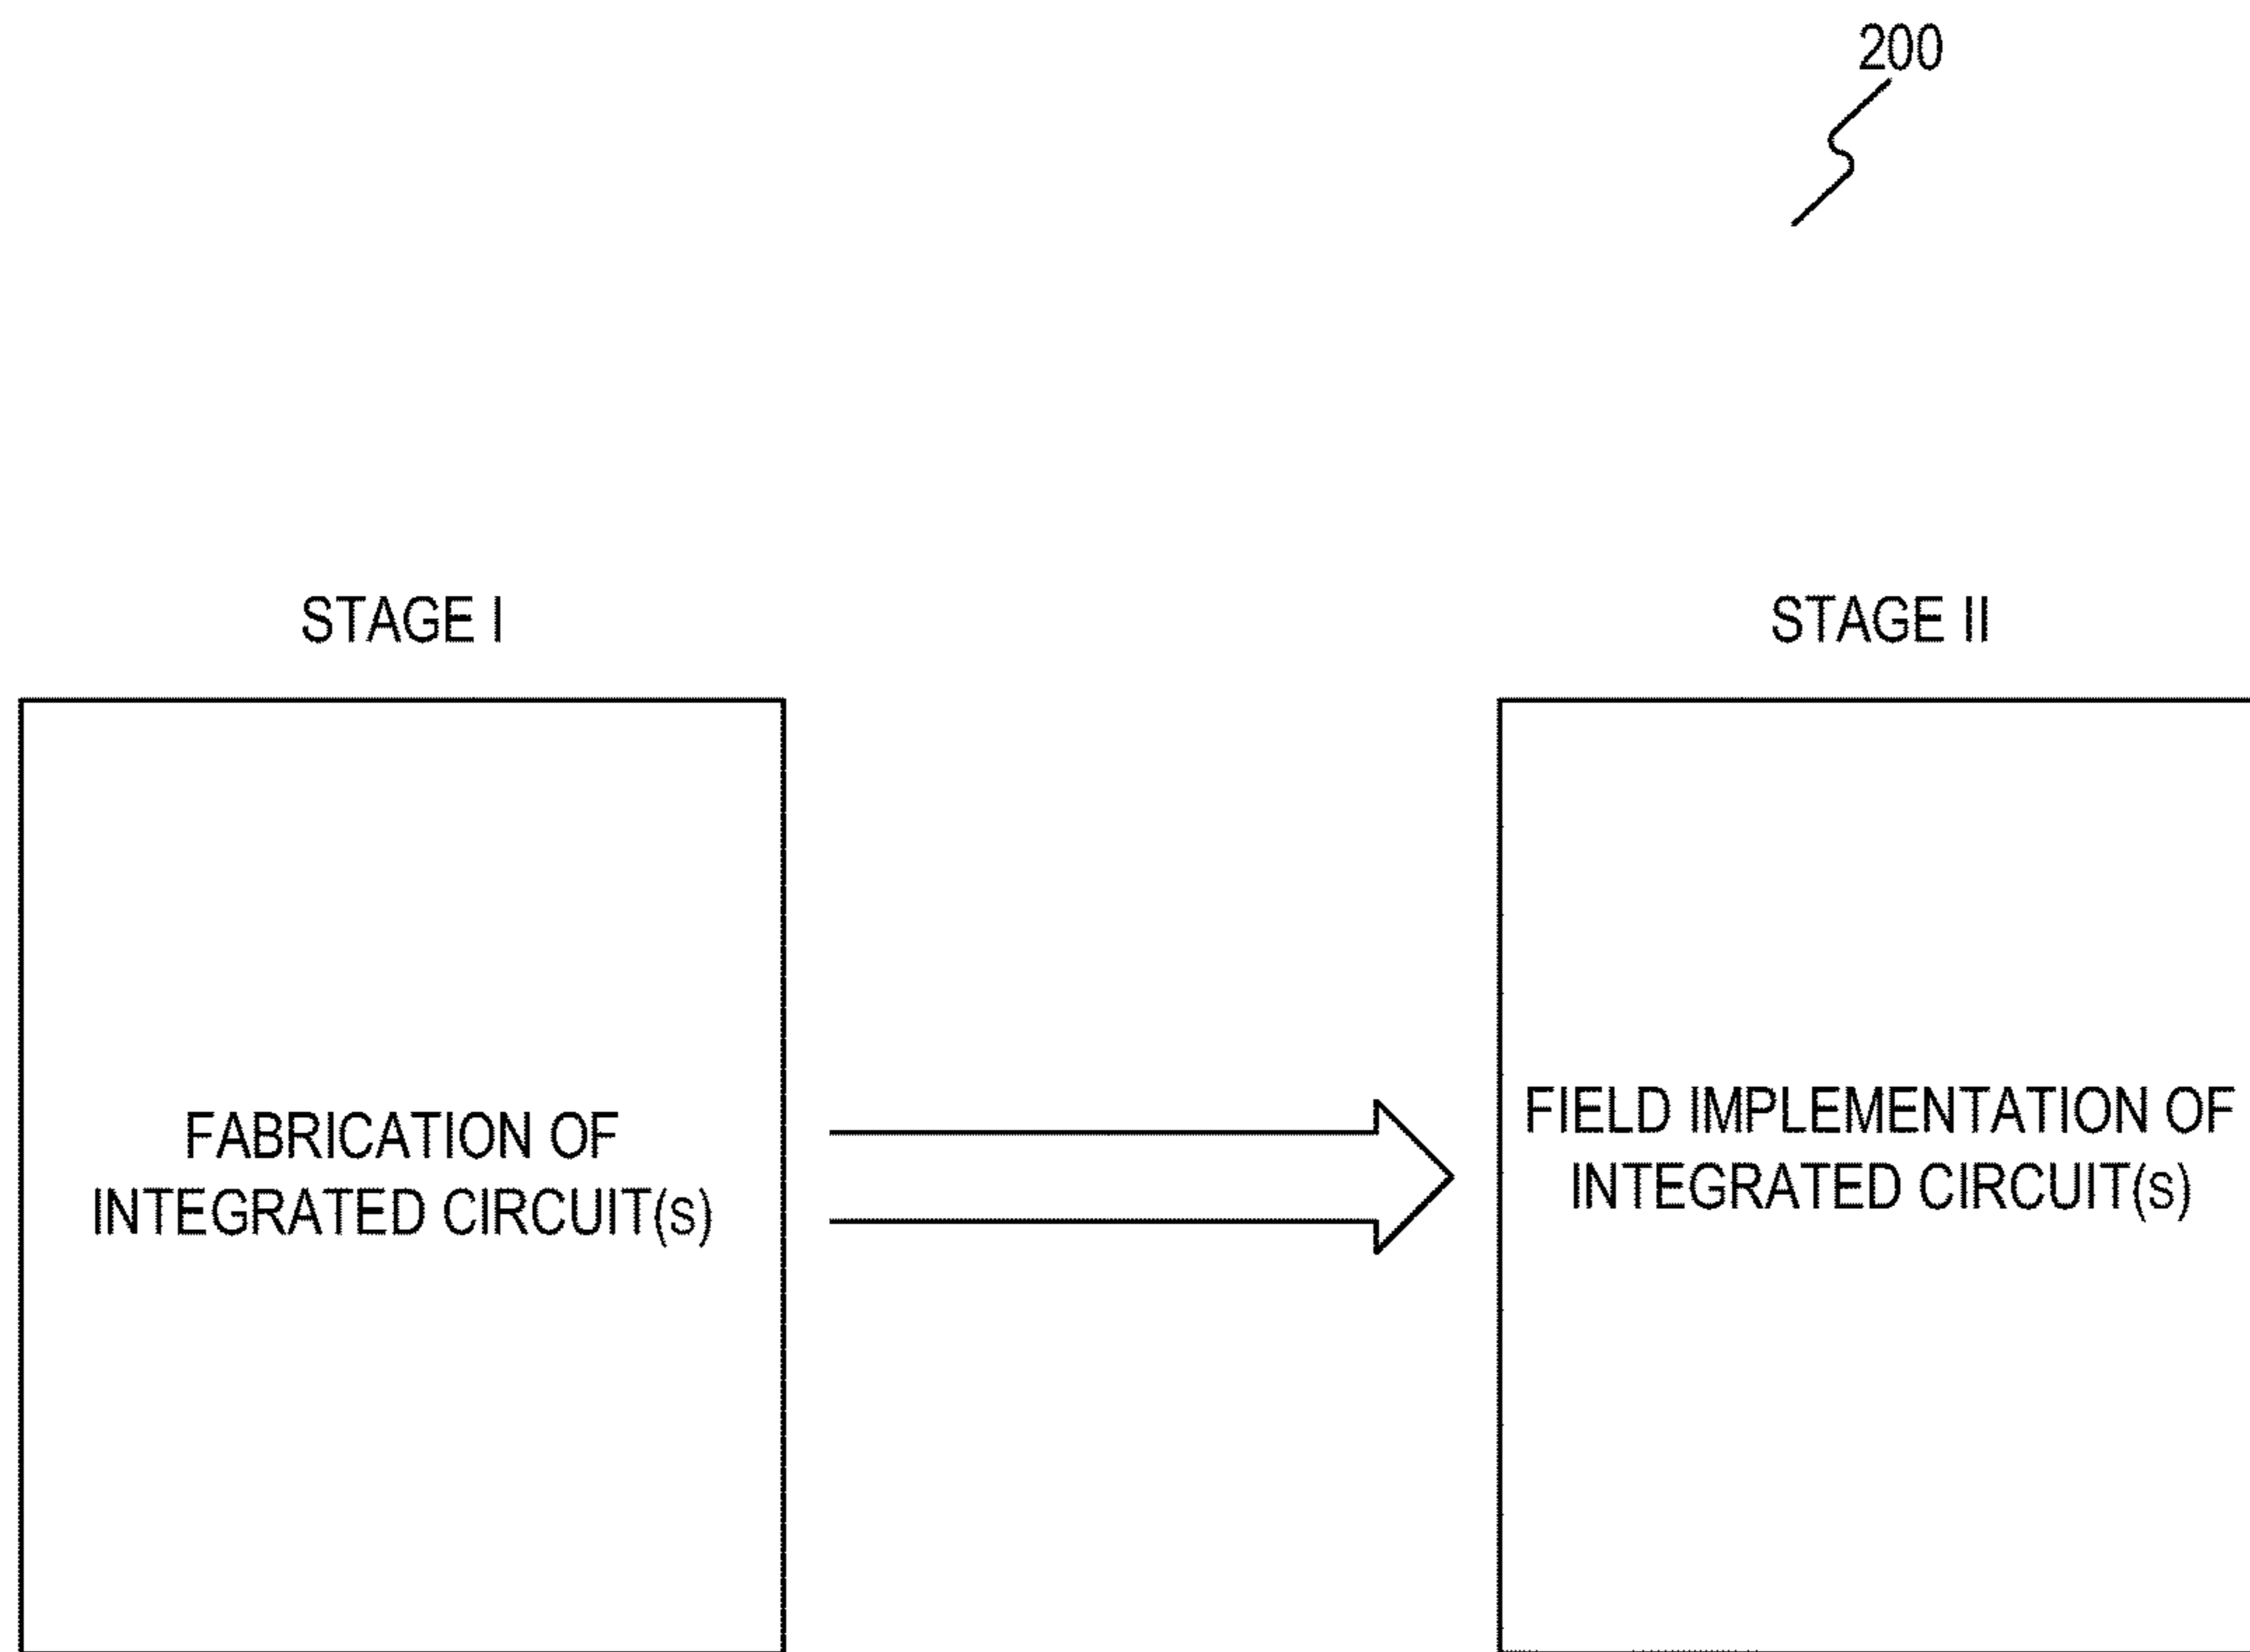 200
STAGE I
STAGE II
FABRICATION OF
INTEGRATED CIRCUIT(s)
FIELD IMPLEMENTATION OF
INTEGRATED CIRCUIT(s)